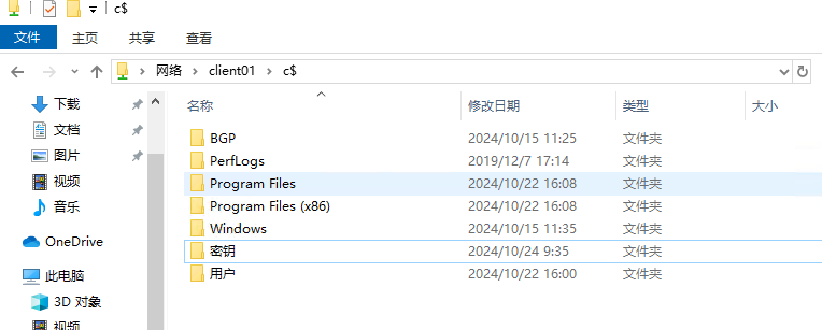 c$
文件 主页 共享 查看
网络 client01 c$
下载
文档
图片
视频
音乐
OneDrive
此电脑
3D 对象
视频
名称 修改日期 类型 大小
BGP 2024/10/15 11:25 文件夹
PerfLogs 2019/12/7 17:14 文件夹
Program Files 2024/10/22 16:08 文件夹
Program Files (x86) 2024/10/22 16:08 文件夹
Windows 2024/10/15 11:35 文件夹
密钥 2024/10/24 9:35 文件夹
用户 2024/10/22 16:00 文件夹